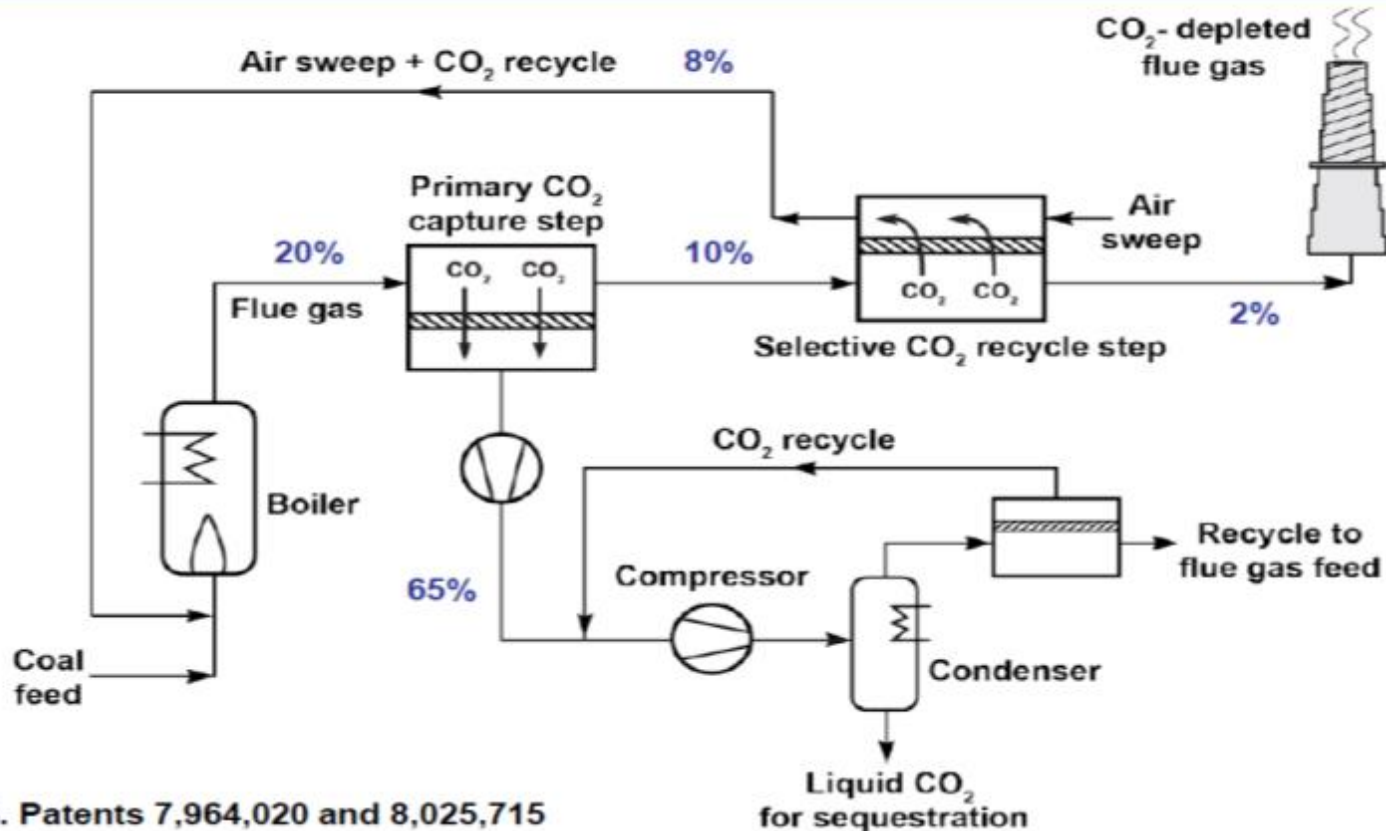 CO₂- depleted
flue gas
Air sweep + CO₂ recycle 8%
Primary CO₂
capture step
Air
sweep
20%
10%
CO₂ CO₂
Flue gas
CO₂ CO₂
2%
Selective CO₂ recycle step
CO₂ recycle
Boiler
Recycle to
flue gas feed
65%
Compressor
Coal
feed
Condenser
Liquid CO₂
for sequestration
. Patents 7,964,020 and 8,025,715